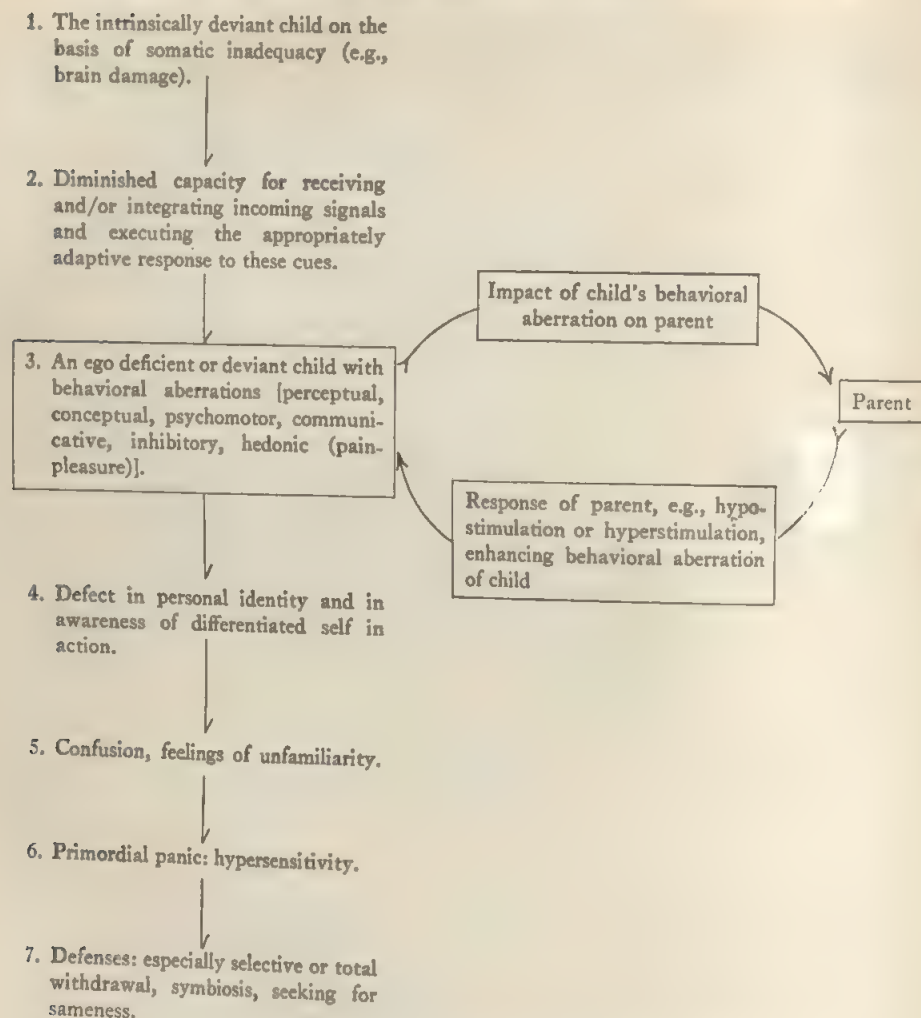 1. The intrinsically deviant child on the
basis of somatic inadequacy (e.g.,
brain damage).
2. Diminished capacity for receiving
and/or integrating incoming signals
and executing the appropriately
adaptive response to these cues.
Impact of child's behavioral
aberration on parent
3. An ego deficient or deviant child with
behavioral aberrations [perceptual,
conceptual, psychomotor, communi-
cative, inhibitory, hedonic (pain-
pleasure)].
Parent
Response of parent, e.g., hypo-
stimulation or hyperstimulation,
enhancing behavioral aberration
of child
4. Defect in personal identity and in
awareness of differentiated self in
action.
5. Confusion, feelings of unfamiliarity.
6. Primordial panic: hypersensitivity.
7. Defenses: especially selective or total
withdrawal, symbiosis, seeking for
sameness.